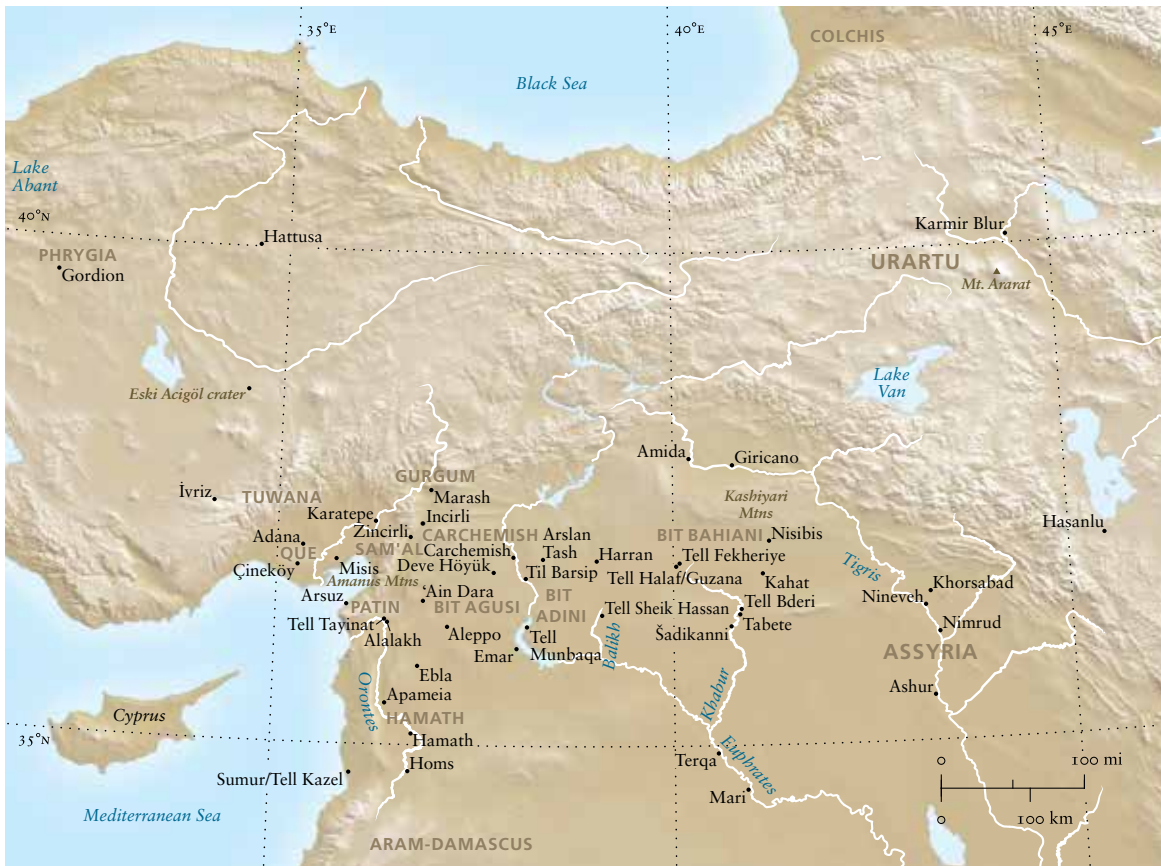 35°E
40°E
45°E
COLCHIS
Black Sea
Lake
Abant
40°N
Hattusa
Karmir Blur
PHRYGIA
Gordion
URARTU
Mt. Ararat
Eski Acigöl crater
Lake
Van
Amida
Giricano
GURGUM
Marash
Kashiyari
Mtns
İvriz
TUWANA
Karatepe
Incirli
Zincirli
CARCHEMISH
Arslan
Tash
BIT BAHIANI
Nisibis
Hasanlu
Adana
QUE
SAM'AL
Carchemish
Harran
Tell Fekheriye
Çineköy
Misis
Deve Höyük
Til Barsip
Tell Halaf/Guzana
Kahat
Tigris
Khorsabad
Amanus Mtns
'Ain Dara
BIT
ADINI
Nineveh
Arsuz
PATIN
BIT AGUSI
Tell Sheik Hassan
Tell Bderi
Tabete
Nimrud
Tell Tayinat
Alalakh
Aleppo
Tell
Munbaqa
Balikh
Šadikanni
Emar
ASSYRIA
Ebla
Khabur
Ashur
Orontes
Apameia
Cyprus
HAMATH
35°N
Hamath
Euphrates
Sumur/Tell Kazel
Homs
Terqa
0
100 mi
Mari
0
100 km
Mediterranean Sea
ARAM-DAMASCUS